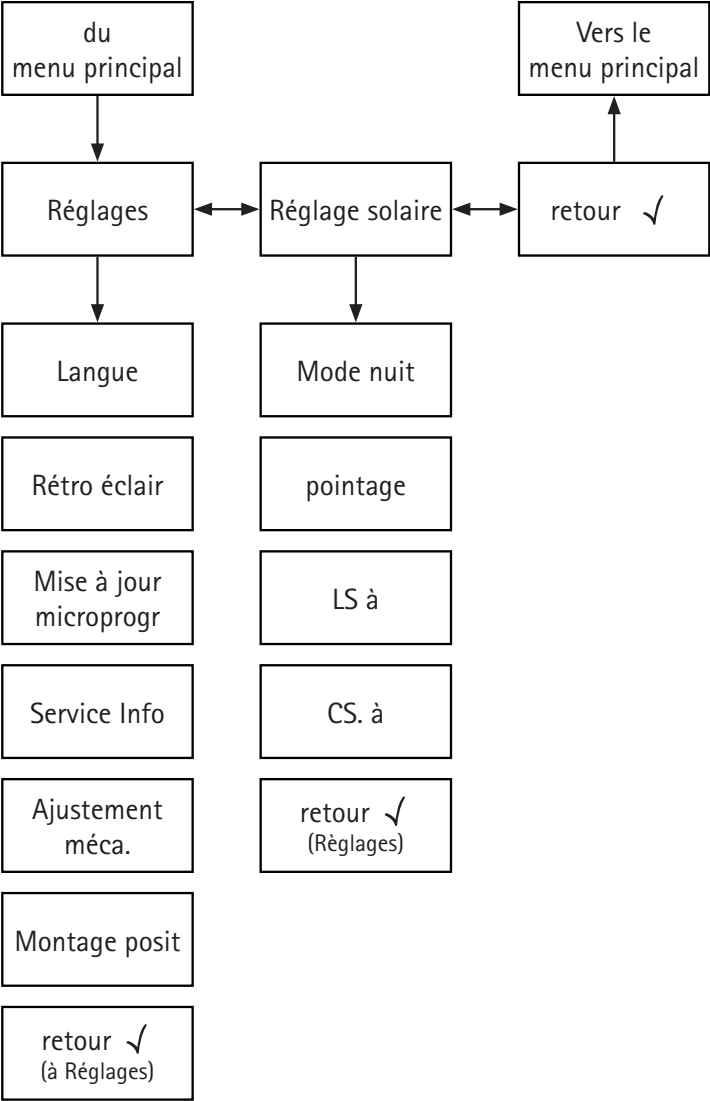 du
menu principal
Vers le
menu principal
Réglages
Réglage solaire
retour √
Langue
Mode nuit
Rétro éclair
pointage
Mise à jour
microprogr
LS à
Service Info
CS. à
Ajustement
méca.
retour √
(Règlages)
Montage posit
retour √
(à Réglages)